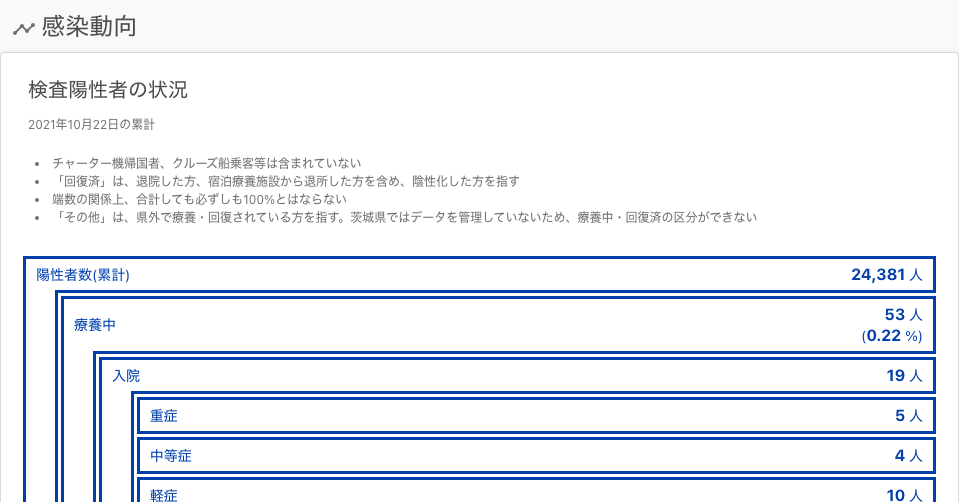 感染動向
検査陽性者の状況
2021年10月22日の累計
• チャーター機帰国者、クルーズ船乗客等は含まれていない
• 「回復済」は、退院した方、宿泊療養施設から退所した方を含め、陰性化した方を指す
• 端数の関係上、合計しても必ずしも100%とはならない
• 「その他」は、県外で療養・回復されている方を指す。茨城県ではデータを管理していないため、療養中・回復済の区分ができない
陽性者数(累計) 24,381 人
療養中 53 人
(0.22 %)
入院 19 人
重症 5 人
中等症 4 人
軽症 10 人